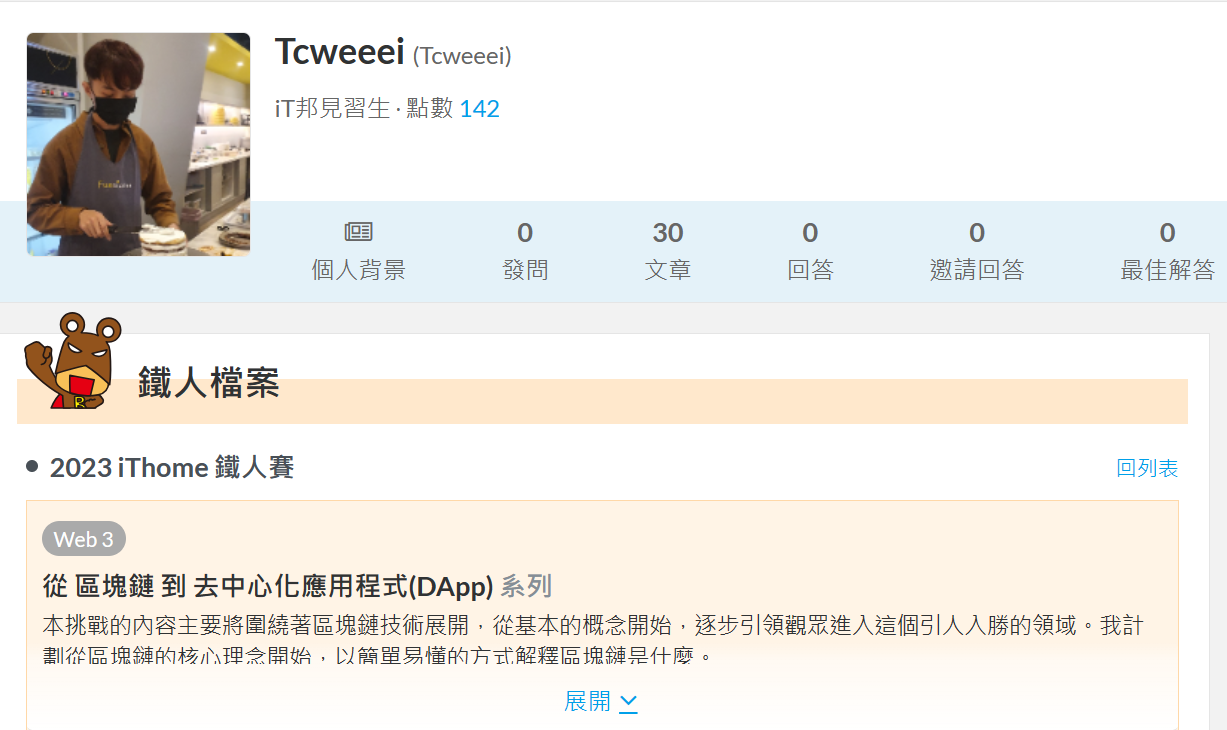 Tcweeei (Tcweeei)
iT邦見習生 · 點數 142
個人背景
0
發問
30
文章
0
回答
0
邀請回答
0
最佳解答
鐵人檔案
2023 iThome 鐵人賽
回列表
Web 3
從 區塊鏈 到 去中心化應用程式(DApp) 系列
本挑戰的內容主要將圍繞著區塊鏈技術展開，從基本的概念開始，逐步引領觀眾進入這個引人入勝的領域。我計
劃從區塊鏈的核心理念開始，以簡單易懂的方式解釋區塊鏈是什麼。
展開